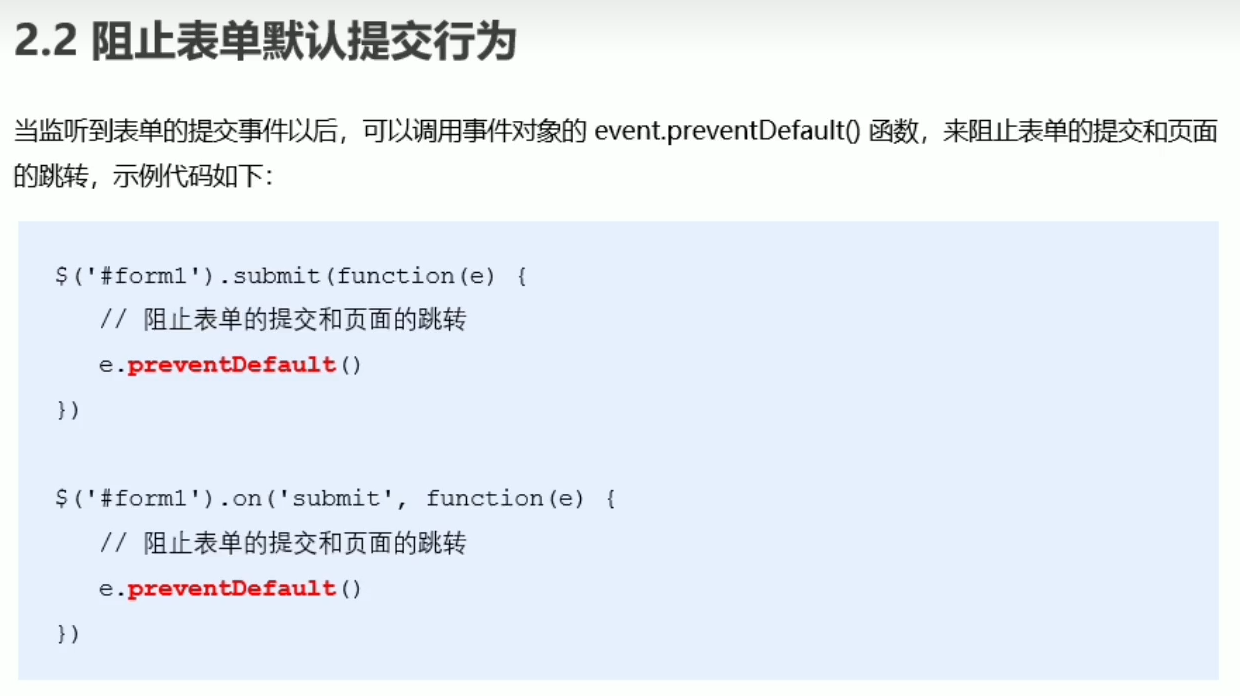 2.2 阻止表单默认提交行为
当监听到表单的提交事件以后，可以调用事件对象的 event.preventDefault() 函数，来阻止表单的提交和页面
的跳转，示例代码如下：
$('#form1').submit(function(e) {
// 阻止表单的提交和页面的跳转
e.preventDefault()
})
$('#form1').on('submit', function(e) {
// 阻止表单的提交和页面的跳转
e.preventDefault()
})